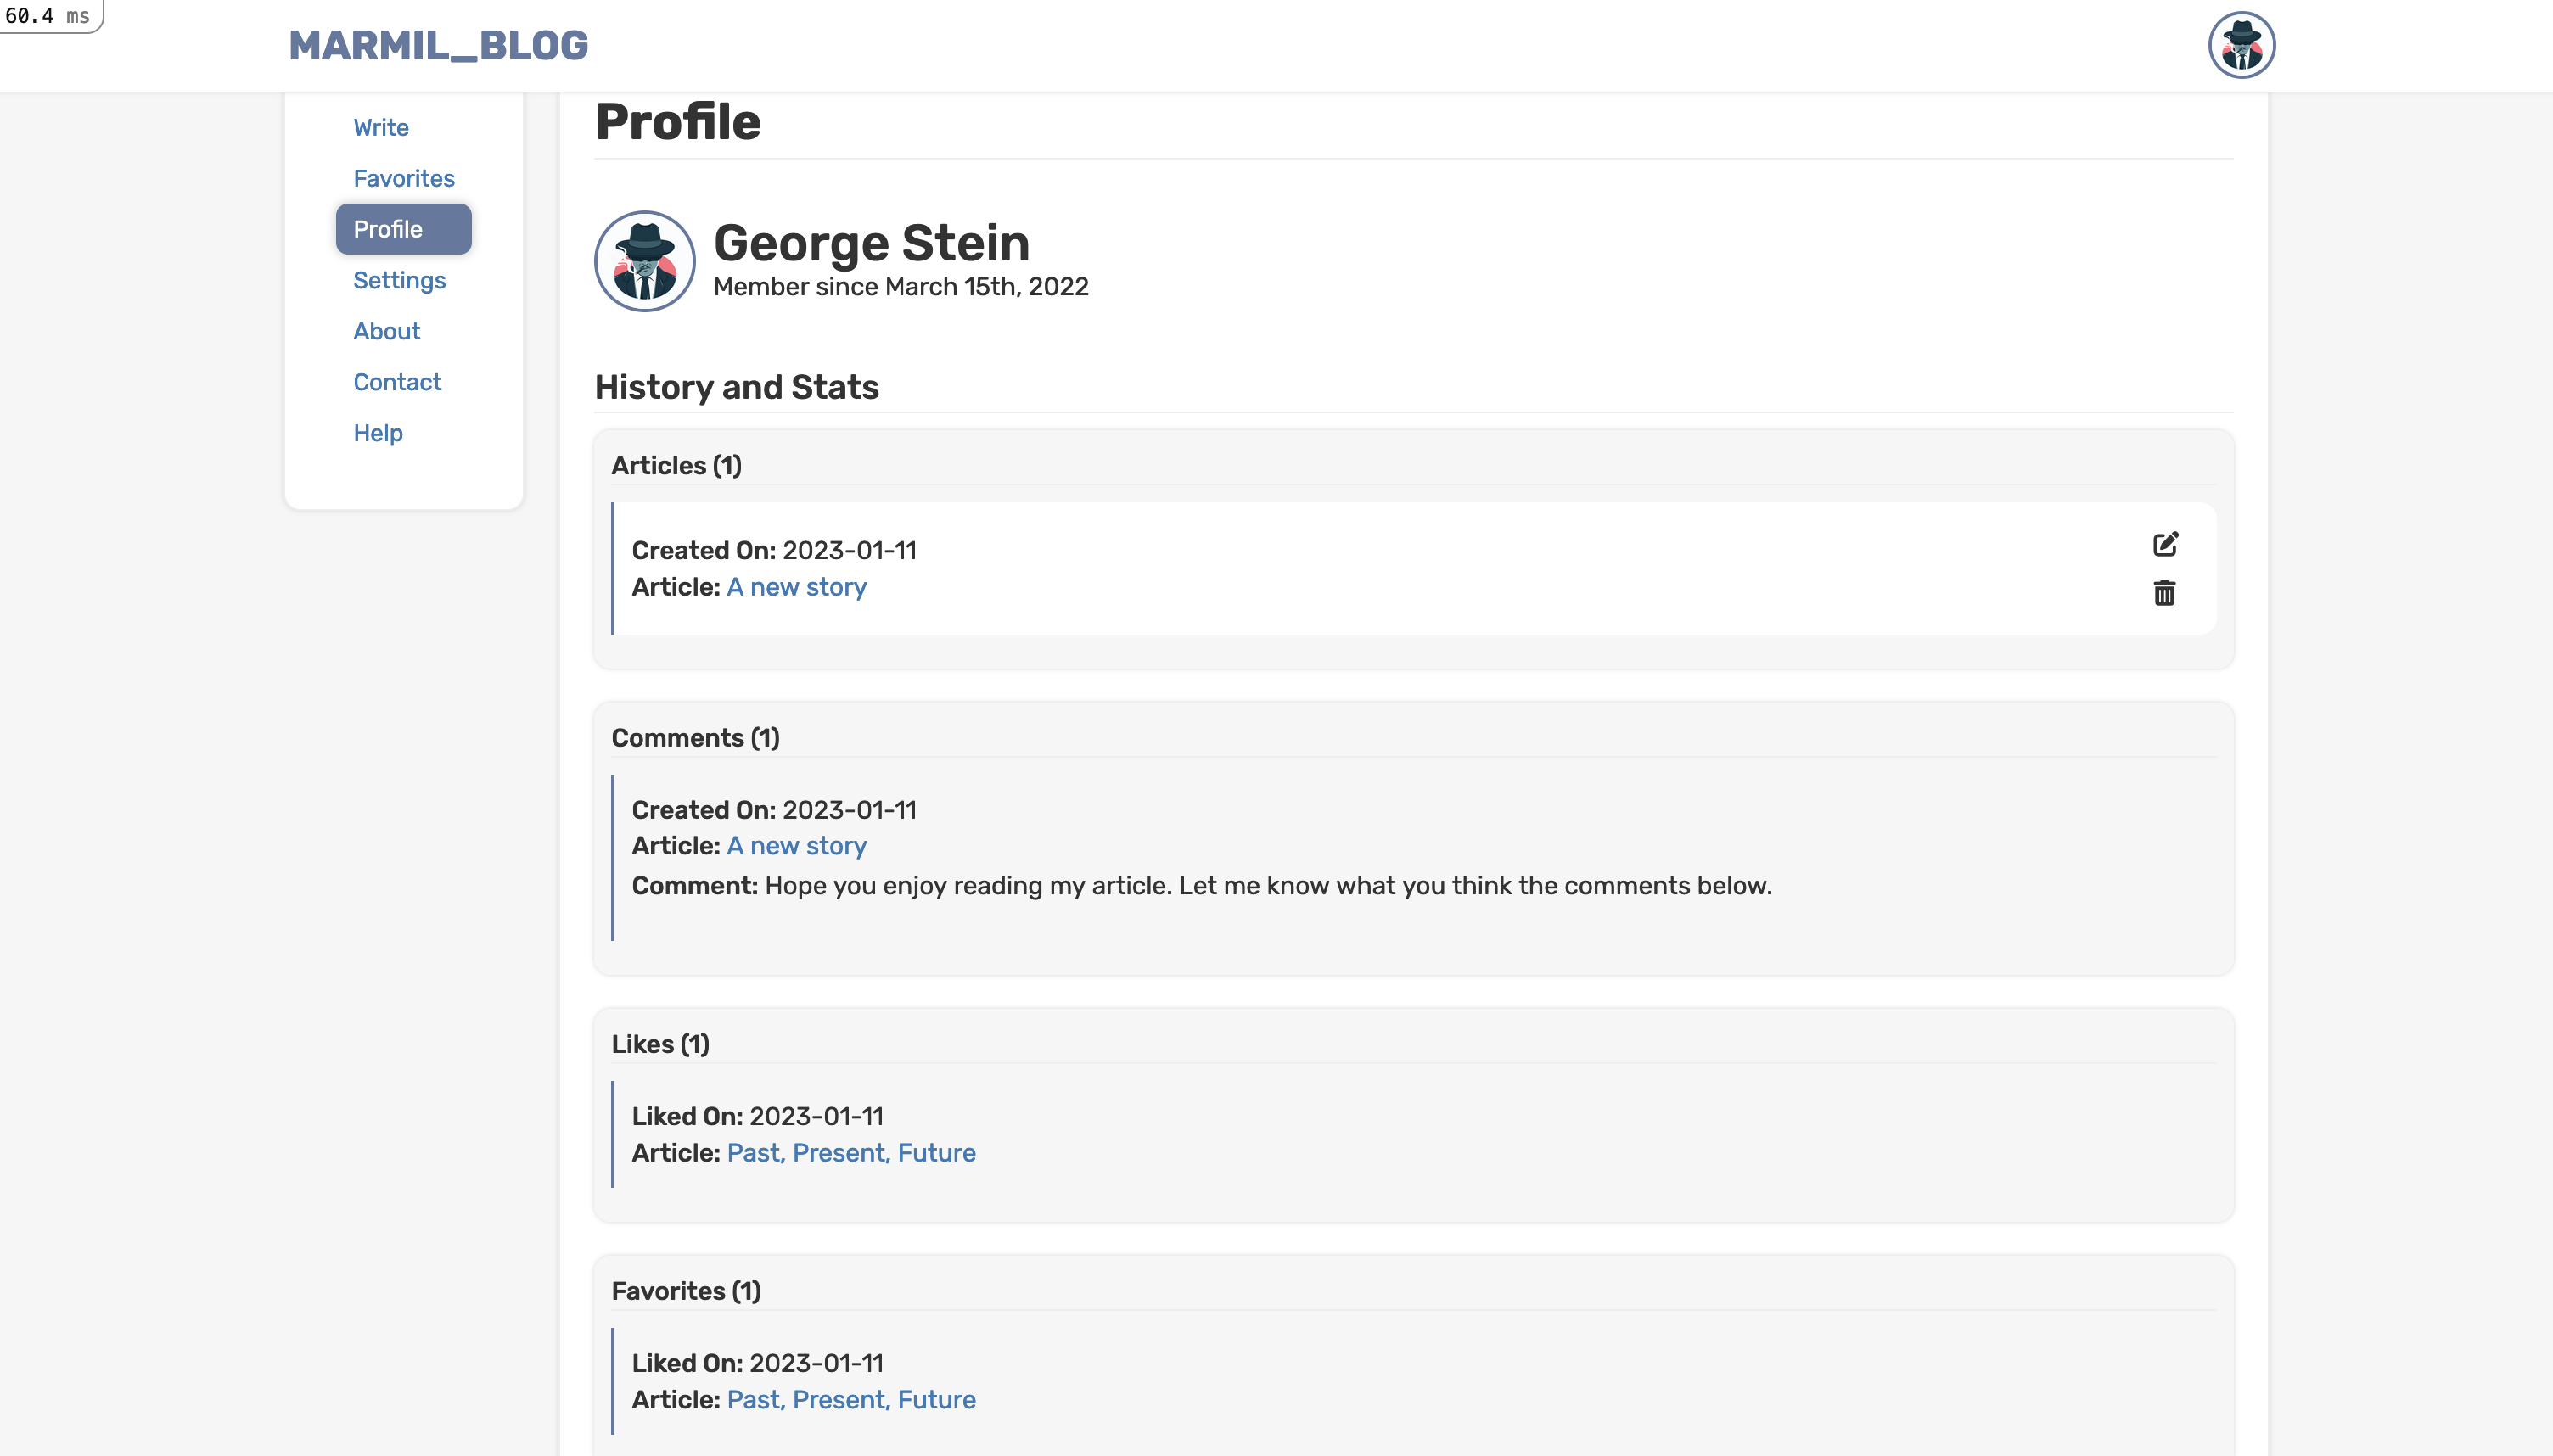 60.4 ms
MARMIL_BLOG
Write
Favorites
Profile
Settings
About
Contact
Help
Profile
George Stein
Member since March 15th, 2022
History and Stats
Articles (1)
Created On: 2023-01-11
Article: A new story
Comments (1)
Created On: 2023-01-11
Article: A new story
Comment: Hope you enjoy reading my article. Let me know what you think the comments below.
Likes (1)
Liked On: 2023-01-11
Article: Past, Present, Future
Favorites (1)
Liked On: 2023-01-11
Article: Past, Present, Future